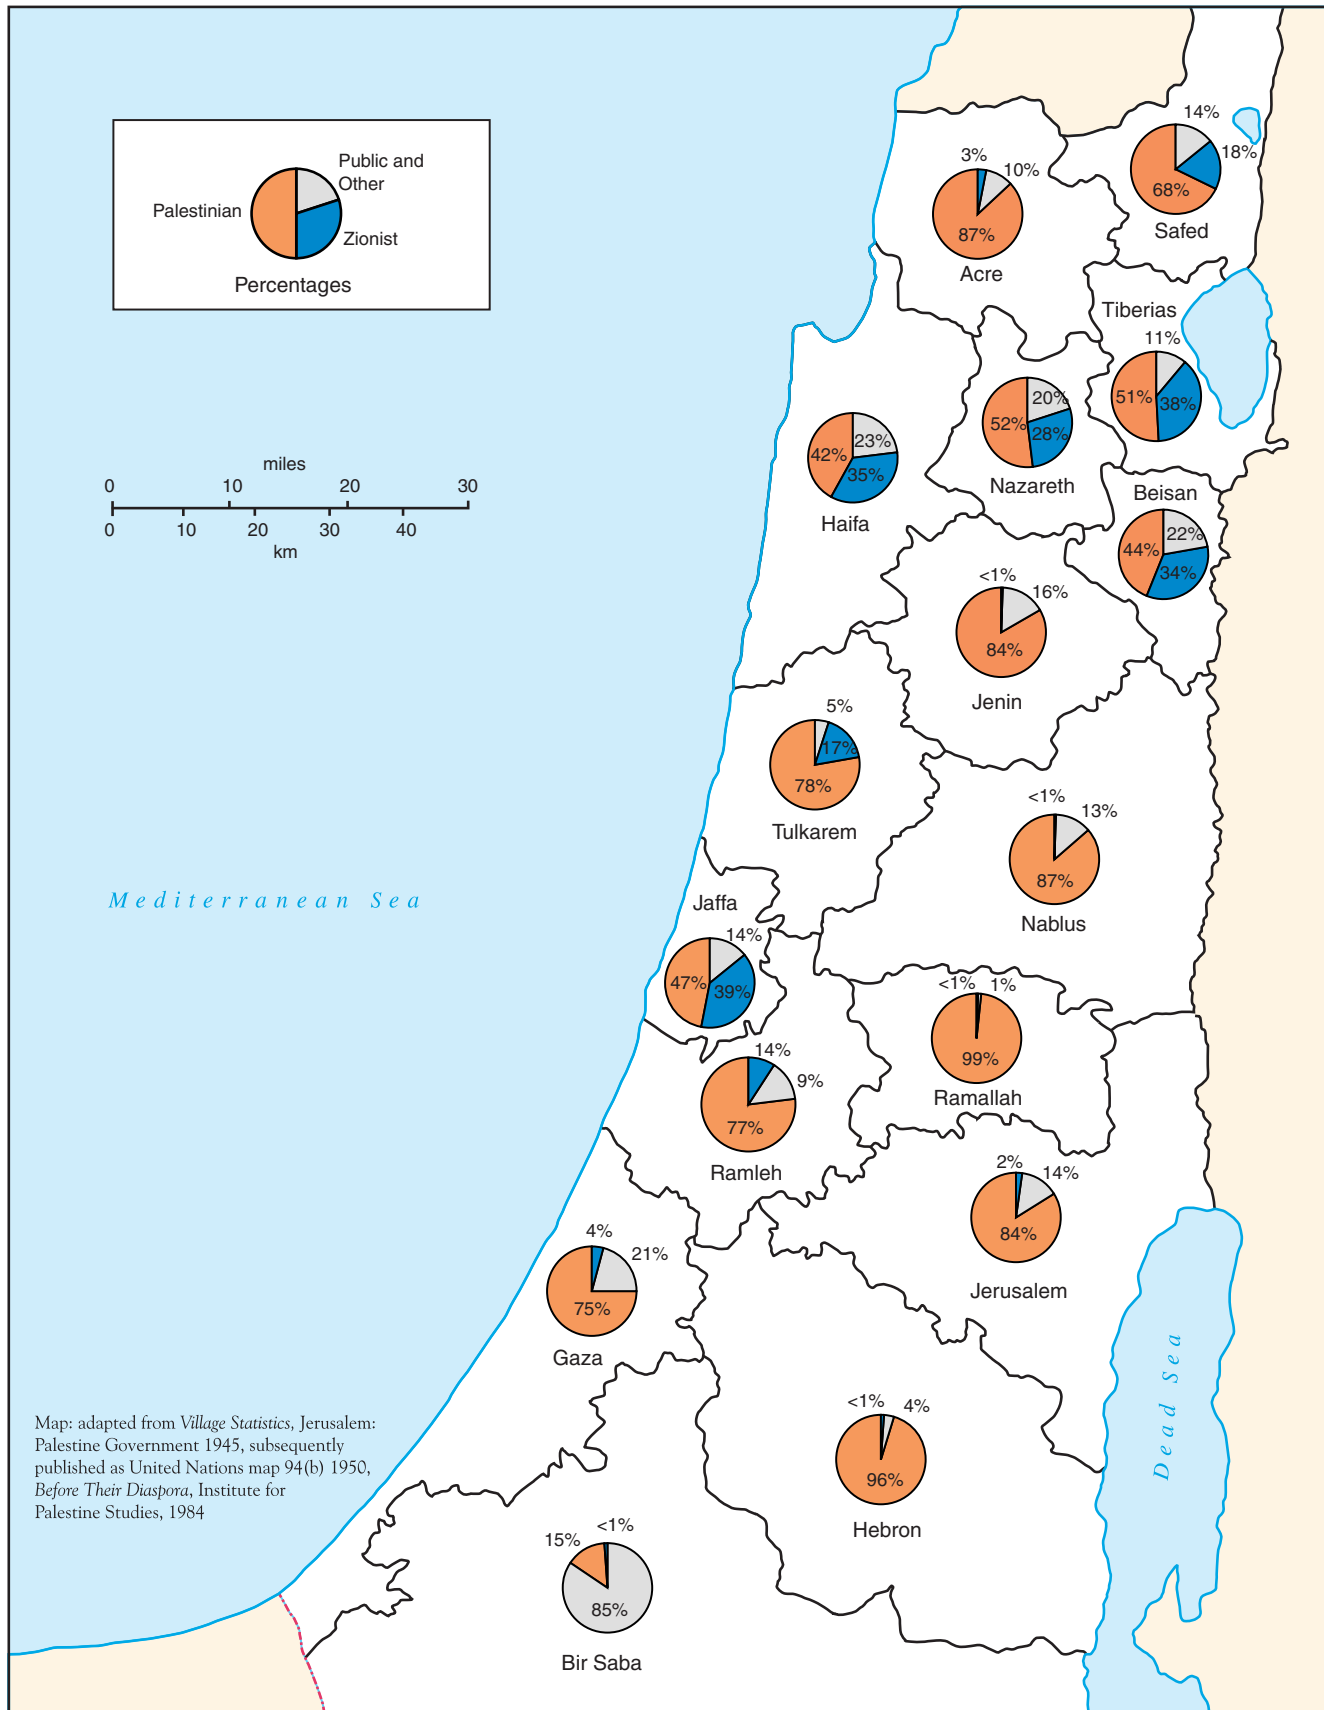 Public and
Other
Palestinian
Zionist
Percentages
miles
0 10 20 30
0 10 20 30 40
km
14%
18%
68%
Safed
3%
10%
87%
Acre
Tiberias
11%
51%
38%
20%
52%
28%
Nazareth
23%
42%
35%
Haifa
Beisan
22%
44%
34%
<1%
16%
84%
Jenin
5%
17%
78%
Tulkarem
<1%
13%
87%
Nablus
Mediterranean Sea
Jaffa
14%
47%
39%
<1%
1%
99%
Ramallah
14%
9%
77%
Ramleh
2%
14%
84%
Jerusalem
4%
21%
75%
Gaza
Dead Sea
<1%
4%
96%
Hebron
Map: adapted from Village Statistics, Jerusalem:
Palestine Government 1945, subsequently
published as United Nations map 94(b) 1950,
Before Their Diaspora, Institute for
Palestine Studies, 1984
15%
<1%
85%
Bir Saba